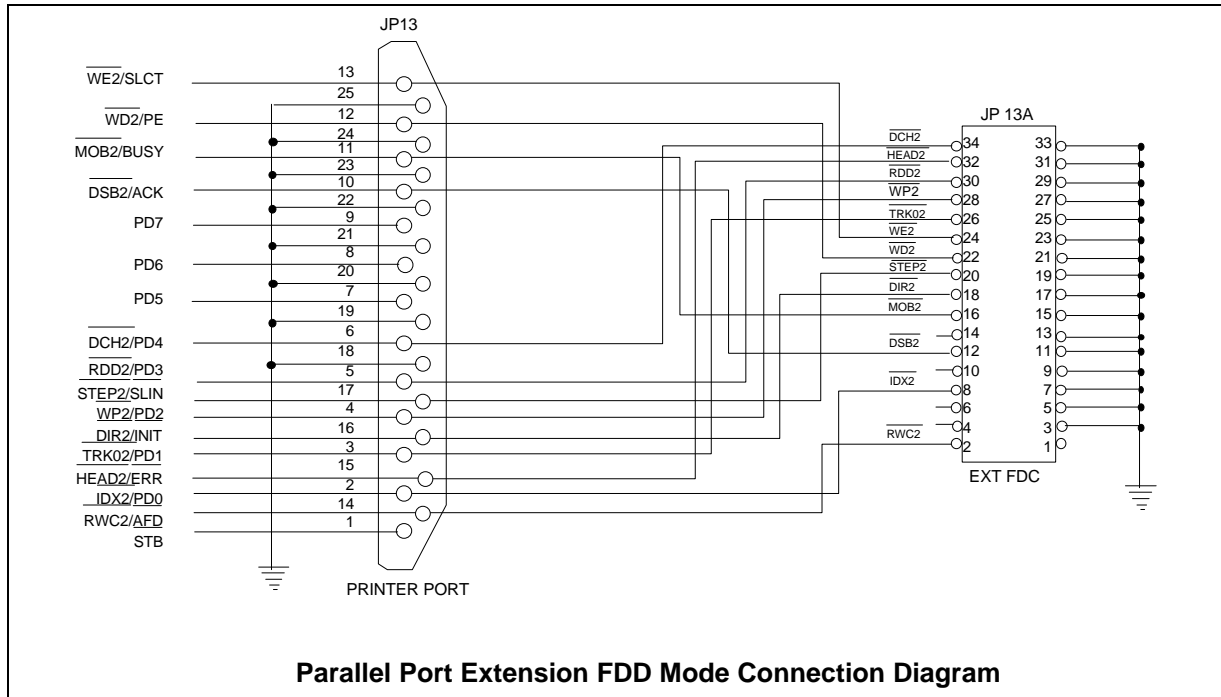 JP13
WE2/SLCT
13
25
WD2/PE
12
24
MOB2/BUSY
11
23
DSB2/ACK
10
22
PD7
9
21
PD6
8
20
PD5
7
19
DCH2/PD4
6
18
RDD2/PD3
5
STEP2/SLIN
17
WP2/PD2
4
DIR2/INIT
16
TRK02/PD1
3
HEAD2/ERR
15
IDX2/PD0
2
RWC2/AFD
14
STB
1
PRINTER PORT
JP 13A
DCH2
34 33
HEAD2
32 31
RDD2
30 29
WP2
28 27
TRK02
26 25
WE2
24 23
WD2
22 21
STEP2
20 19
DIR2
18 17
MOB2
16 15
14 13
DSB2
12 11
10 9
IDX2
8 7
6 5
4 3
RWC2
2 1
EXT FDC
Parallel Port Extension FDD Mode Connection Diagram